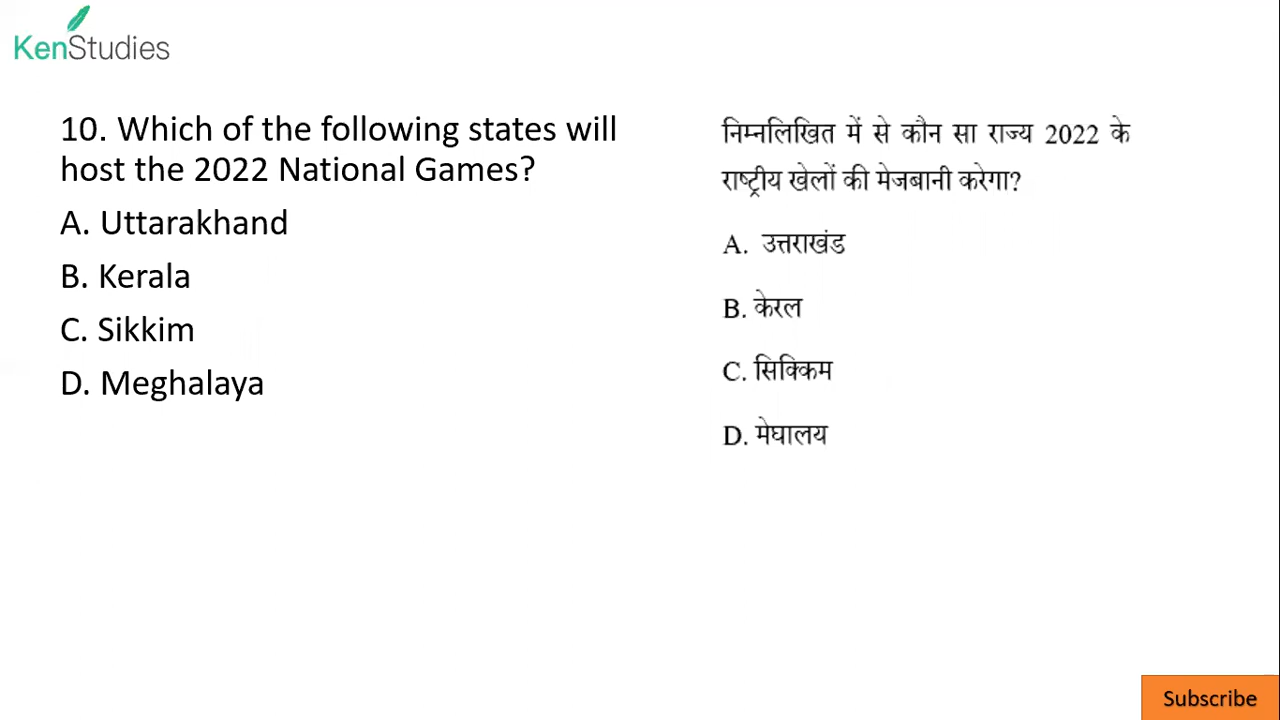 KenStudies
10. Which of the following states will
host the 2022 National Games?
A. Uttarakhand
B. Kerala
C. Sikkim
D. Meghalaya
निम्नलिखित में से कौन सा राज्य 2022 के
राष्ट्रीय खेलों की मेजबानी करेगा?
A. उत्तराखंड
B. केरल
C. सिक्किम
D. मेघालय
Subscribe